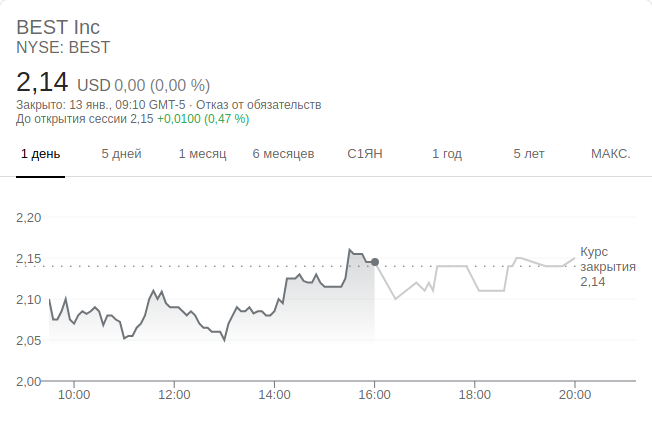 BEST Inc
NYSE: BEST
2,14 USD 0,00 (0,00 %)
Закрыто: 13 янв., 09:10 GMT-5 · Отказ от обязательств
До открытия сессии 2,15 +0,0100 (0,47 %)
1 день 5 дней 1 месяц 6 месяцев С1ЯН 1 год 5 лет МАКС.
2,20
2,15
2,10
2,05
2,00
Курс
закрытия
2,14
10:00 12:00 14:00 16:00 18:00 20:00